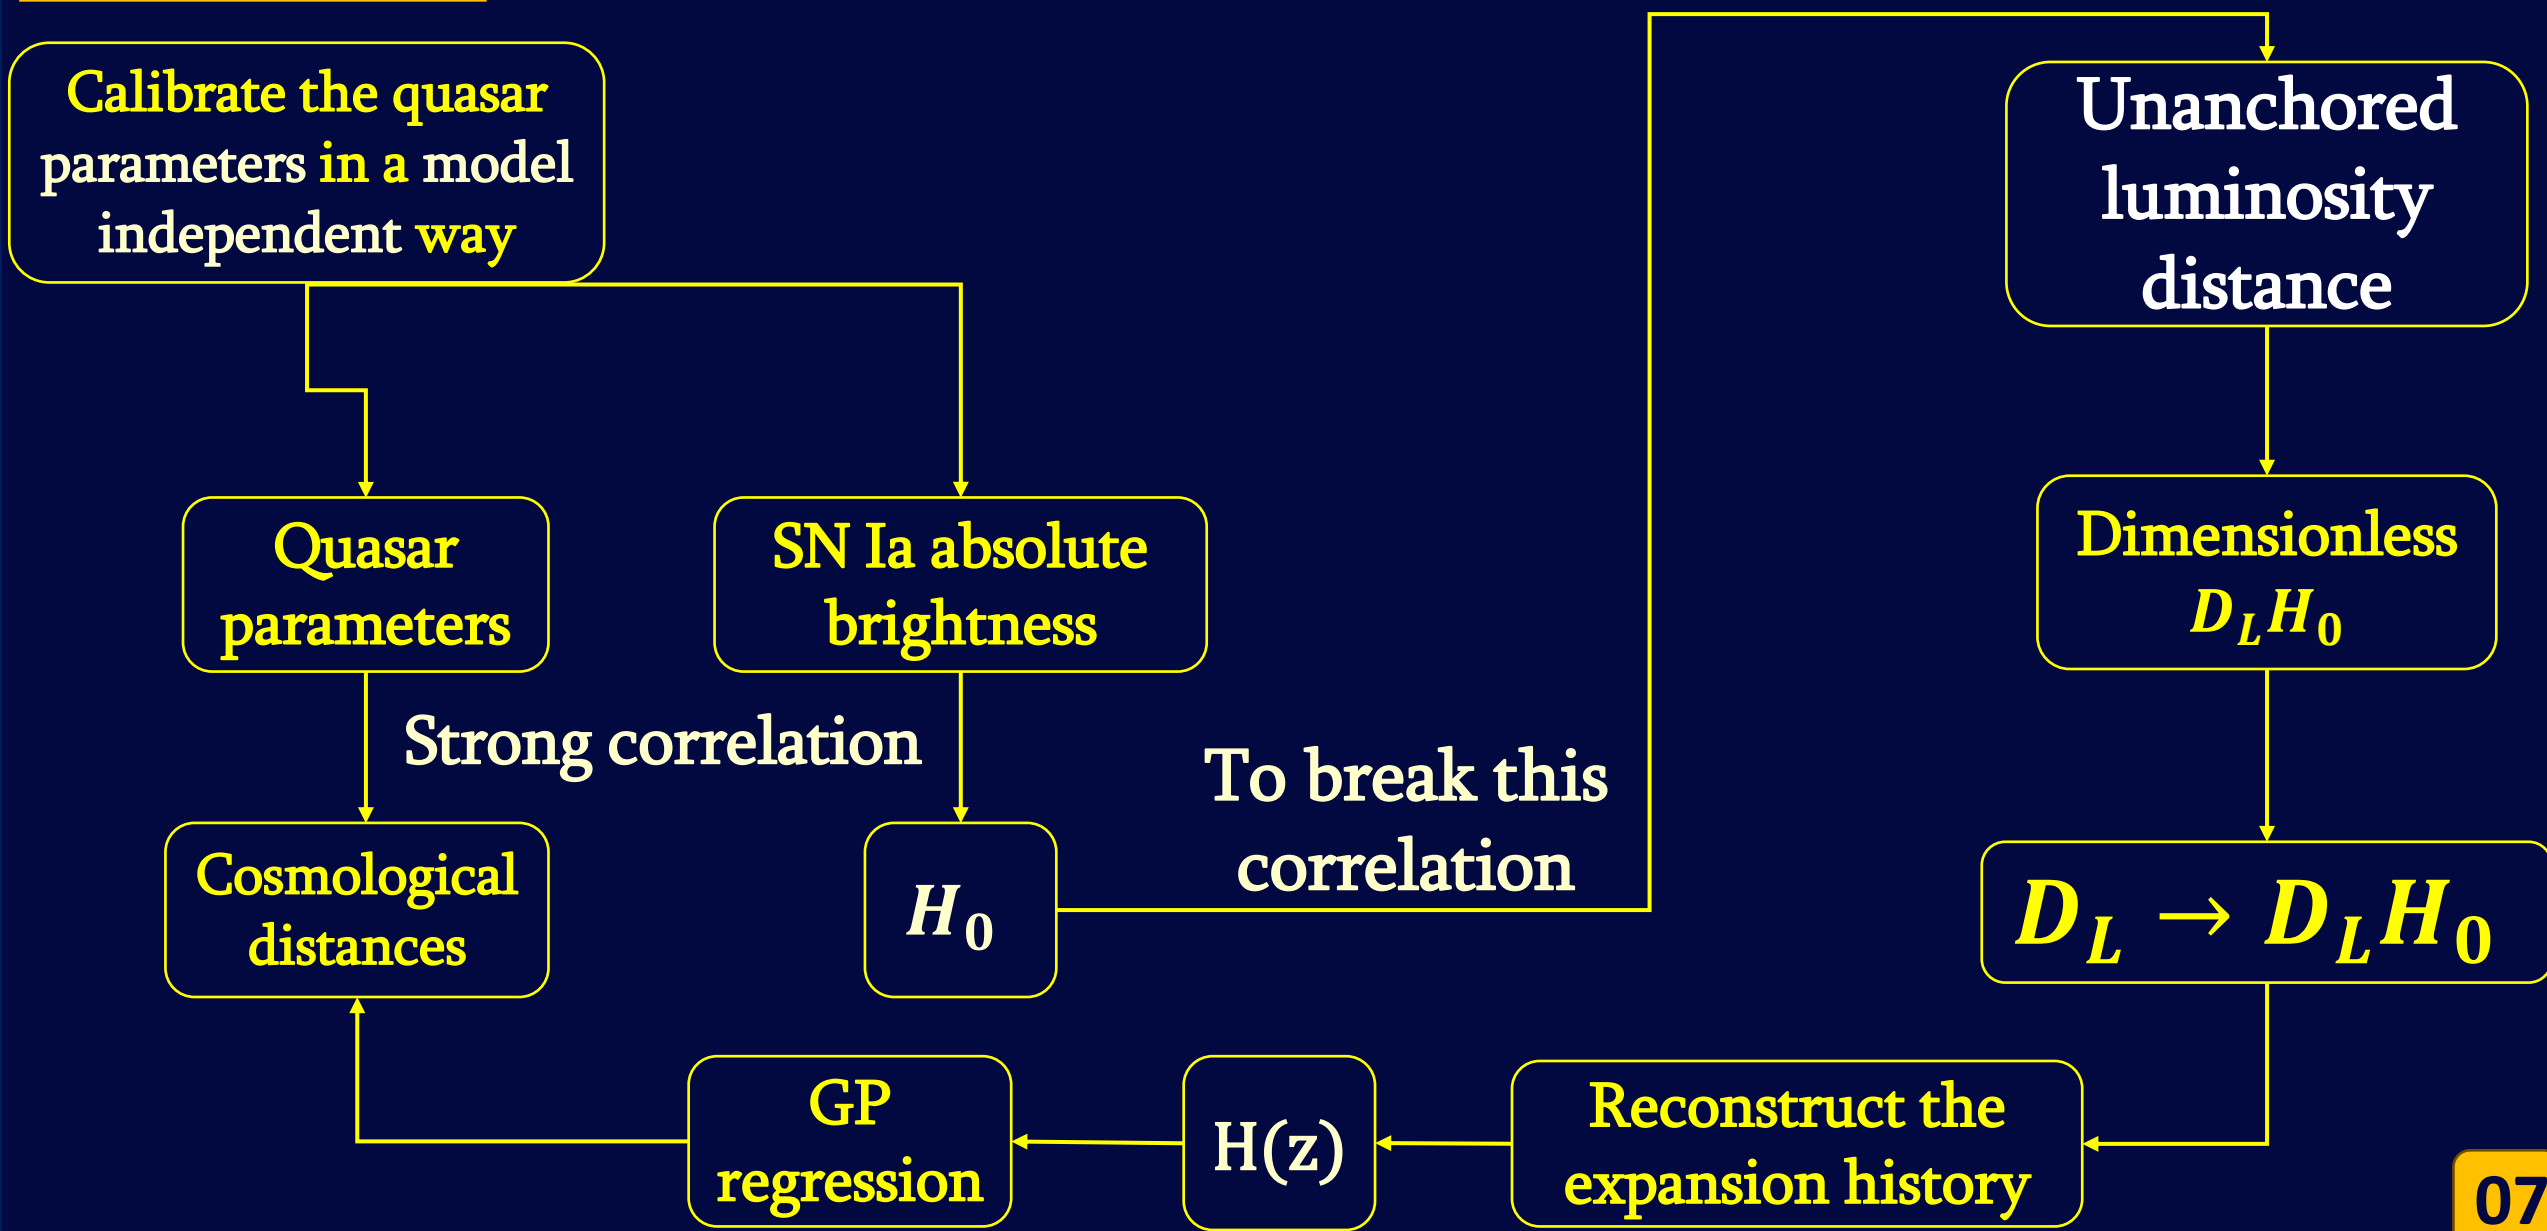 Calibrate the quasar
parameters in a model
independent way
Unanchored
luminosity
distance
Quasar
parameters
SN Ia absolute
brightness
Dimensionless
D_L H_0
Strong correlation
To break this
correlation
Cosmological
distances
H_0
D_L → D_L H_0
GP
regression
H(z)
Reconstruct the
expansion history
07